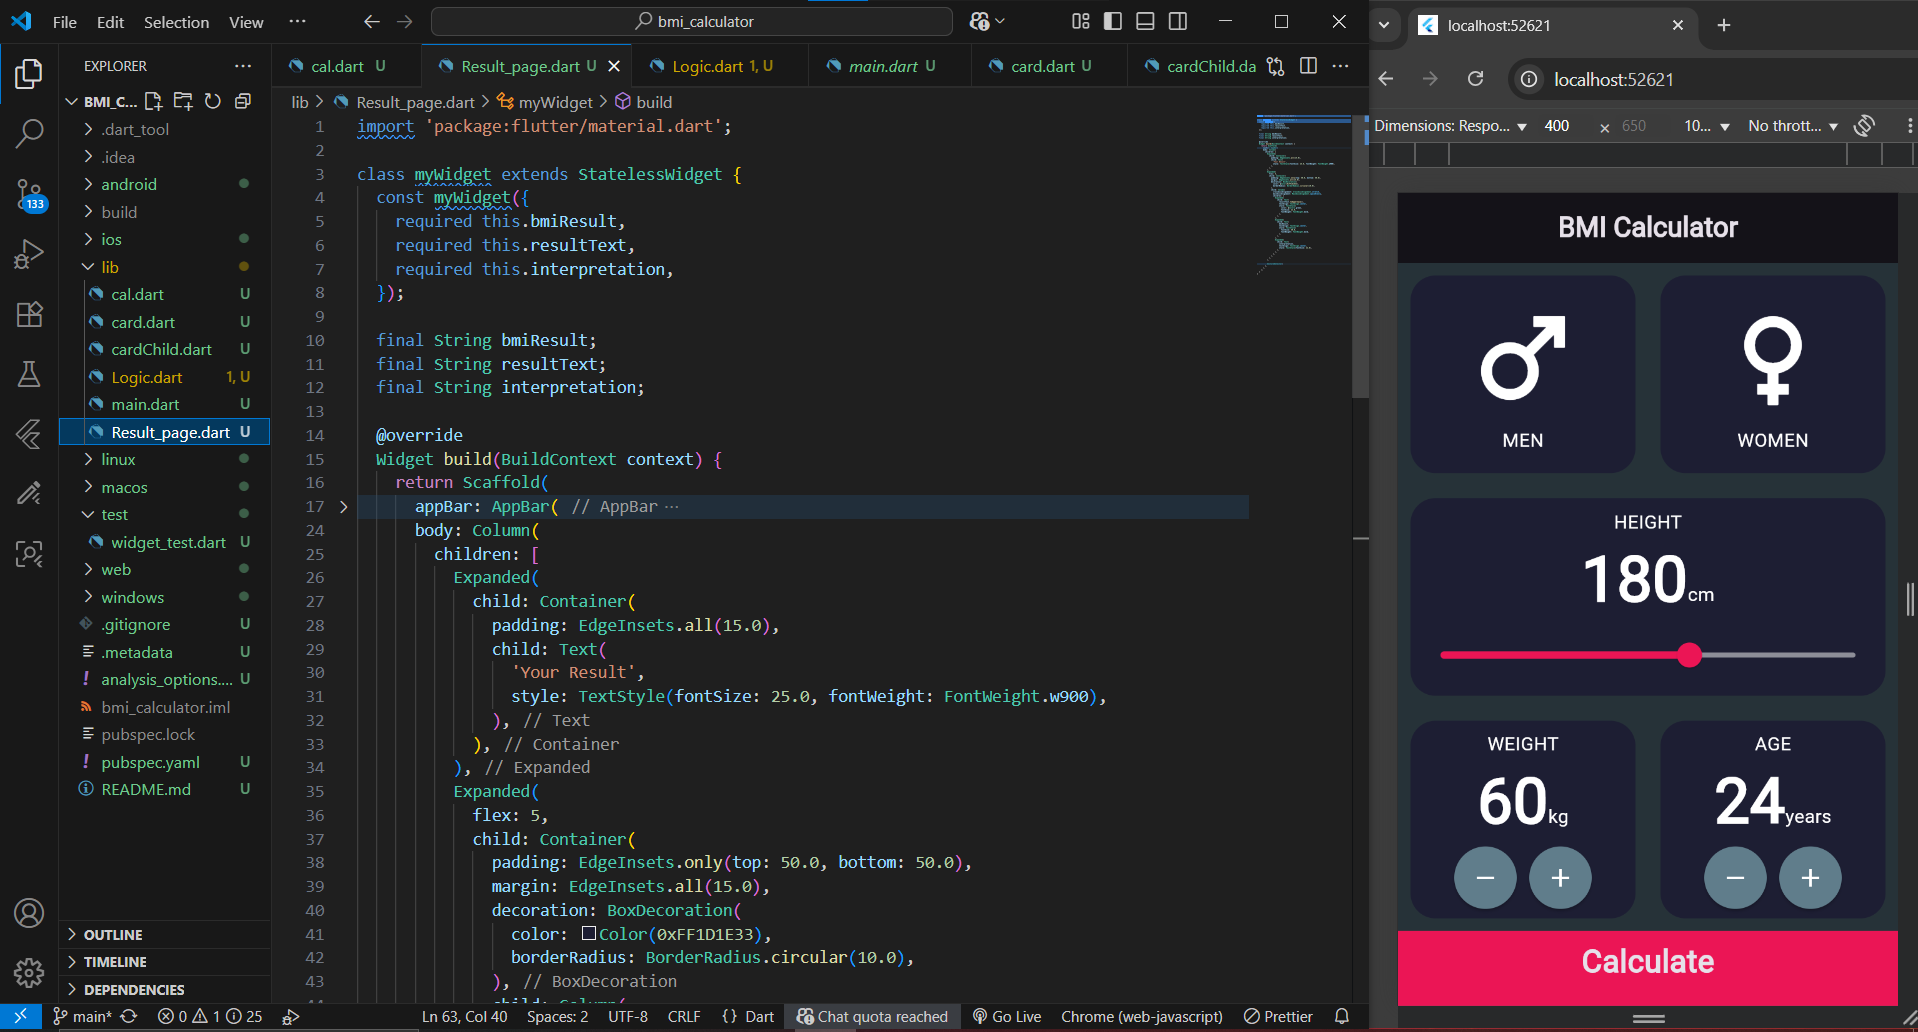 File Edit Selection View ···
bmi_calculator
EXPLORER
BMI_C...
.dart_tool
.idea
android
build
ios
lib
cal.dart U
card.dart U
cardChild.dart U
Logic.dart 1, U
main.dart U
Result_page.dart U
linux
macos
test
widget_test.dart U
web
windows
.gitignore U
.metadata U
analysis_options.... U
bmi_calculator.iml
pubspec.lock
pubspec.yaml U
README.md U
OUTLINE
TIMELINE
DEPENDENCIES
133
cal.dart U
Result_page.dart U
Logic.dart 1, U
main.dart U
card.dart U
cardChild.da
lib > Result_page.dart > myWidget > build
1 import 'package:flutter/material.dart';
2
3 class myWidget extends StatelessWidget {
4 const myWidget({
5 required this.bmiResult,
6 required this.resultText,
7 required this.interpretation,
8 });
9
10 final String bmiResult;
11 final String resultText;
12 final String interpretation;
13
14 @override
15 Widget build(BuildContext context) {
16 return Scaffold(
17 appBar: AppBar( // AppBar ···
24 body: Column(
25 children: [
26 Expanded(
27 child: Container(
28 padding: EdgeInsets.all(15.0),
29 child: Text(
30 'Your Result',
31 style: TextStyle(fontSize: 25.0, fontWeight: FontWeight.w900),
32 ), // Text
33 ), // Container
34 ), // Expanded
35 Expanded(
36 flex: 5,
37 child: Container(
38 padding: EdgeInsets.only(top: 50.0, bottom: 50.0),
39 margin: EdgeInsets.all(15.0),
40 decoration: BoxDecoration(
41 color: Color(0xFF1D1E33),
42 borderRadius: BorderRadius.circular(10.0),
43 ), // BoxDecoration
main* 0 1 25
Ln 63, Col 40 Spaces: 2 UTF-8 CRLF {} Dart Chat quota reached Go Live Chrome (web-javascript) Prettier
localhost:52621
localhost:52621
Dimensions: Respo... 400 × 650 10... No thrott...
BMI Calculator
MEN
WOMEN
HEIGHT
180cm
WEIGHT
60kg
AGE
24years
Calculate